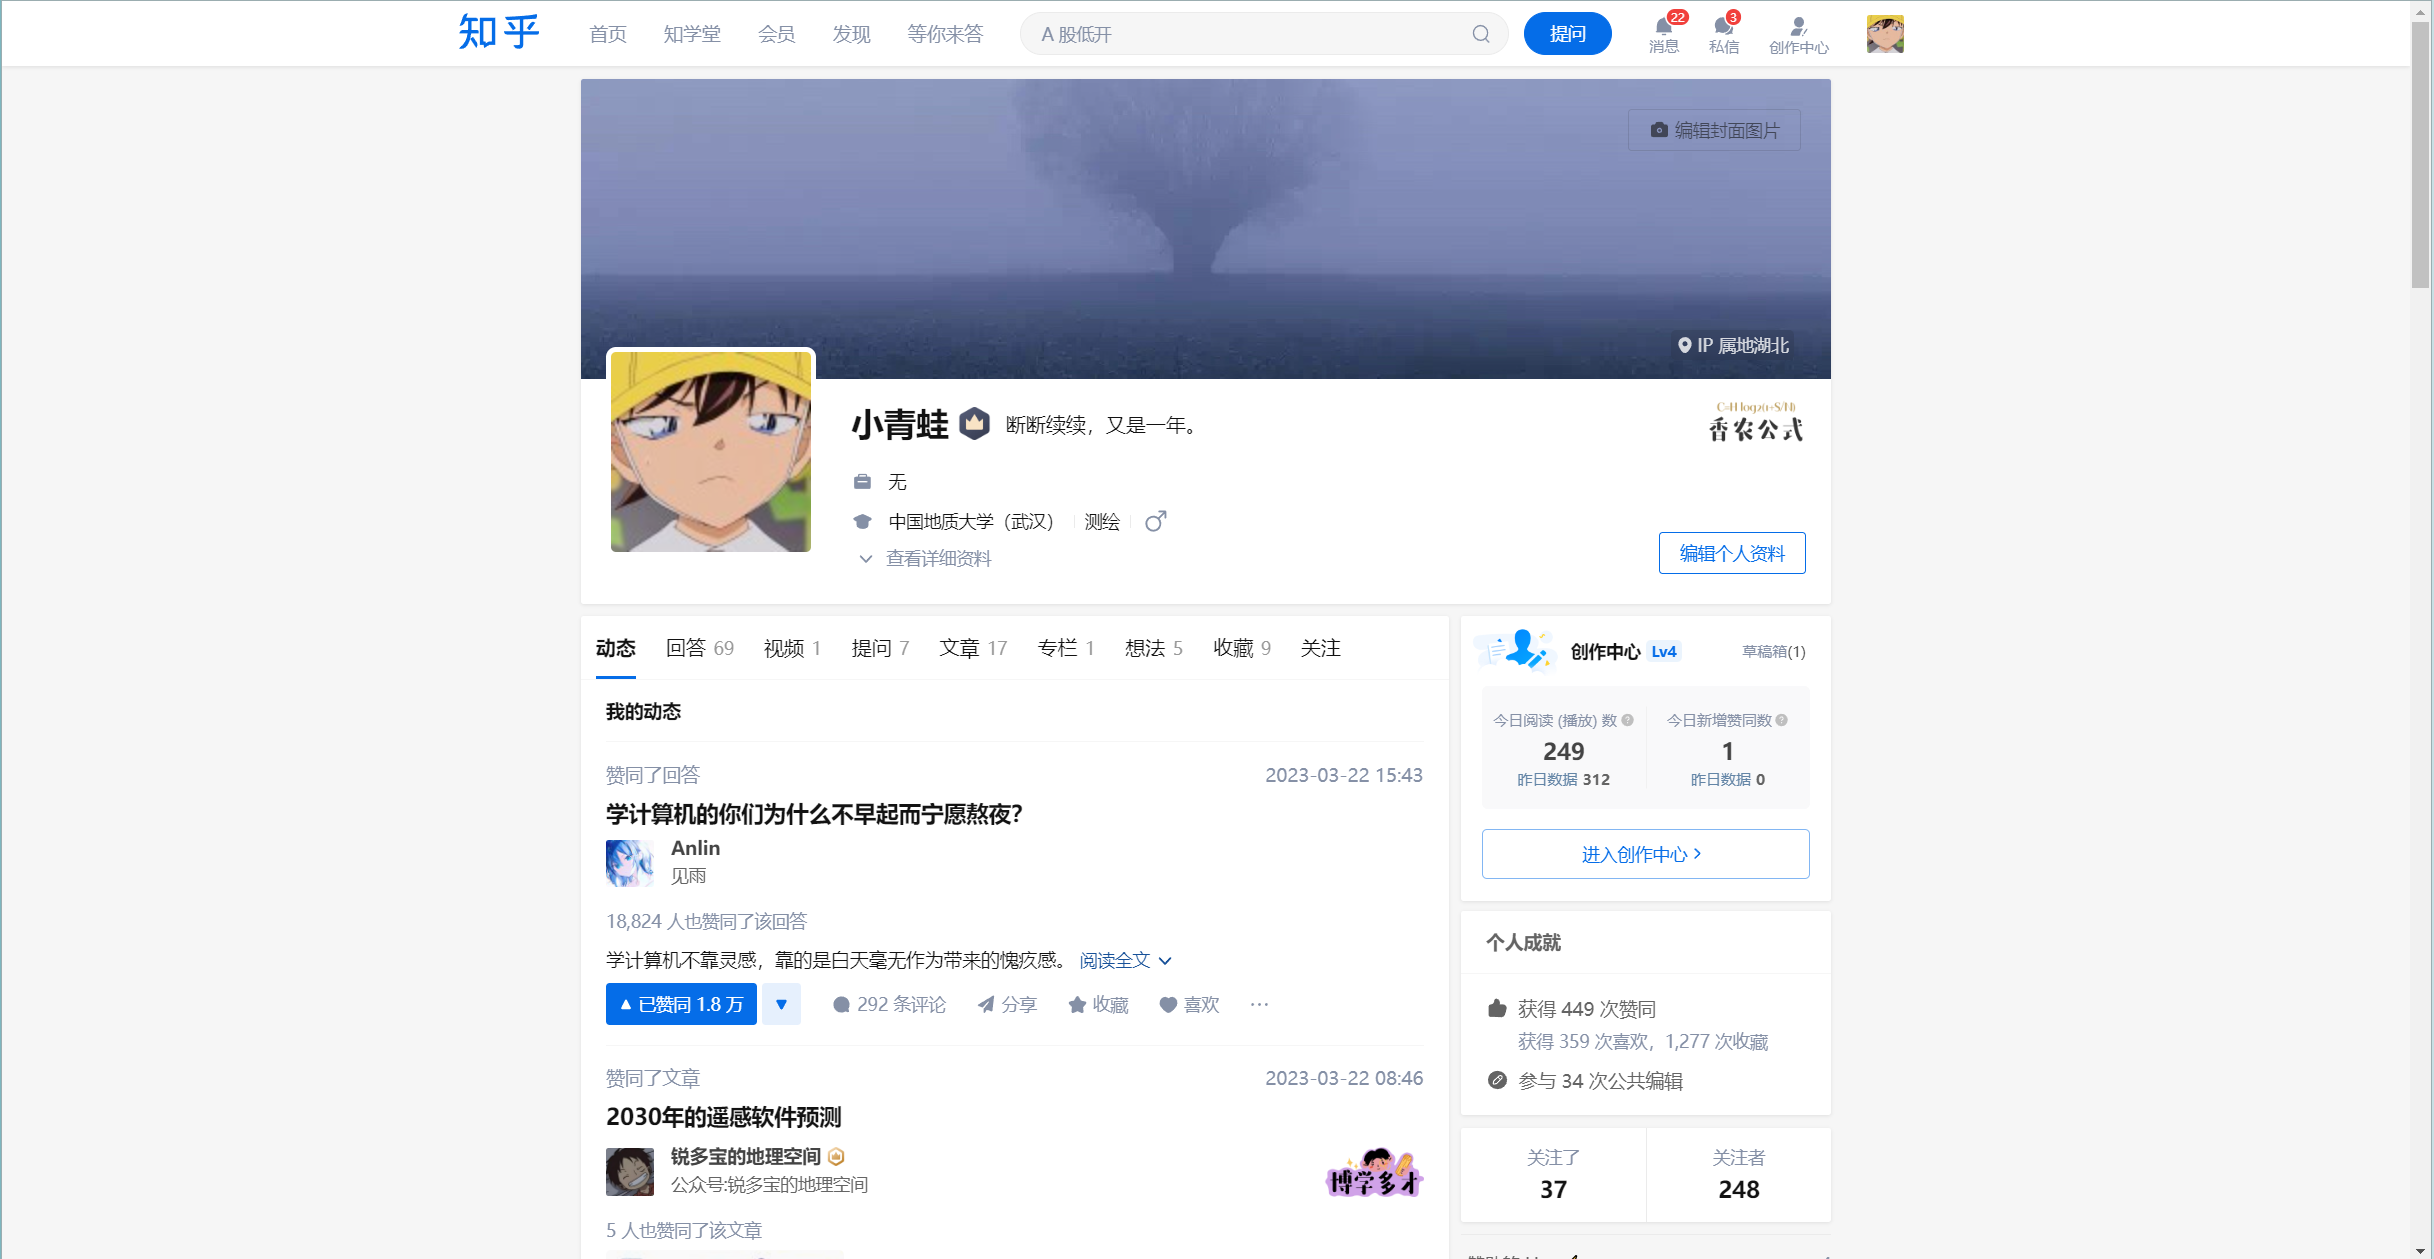 知乎
首页 知学堂 会员 发现 等你来答
A 股低开
提问
22
消息
3
私信
创作中心
编辑封面图片
IP 属地湖北
小青蛙 断断续续，又是一年。
C=H log2(1+S/N)
香农公式
无
中国地质大学（武汉） 测绘
查看详细资料
编辑个人资料
动态 回答 69 视频 1 提问 7 文章 17 专栏 1 想法 5 收藏 9 关注
我的动态
赞同了回答 2023-03-22 15:43
学计算机的你们为什么不早起而宁愿熬夜？
Anlin
见雨
18,824 人也赞同了该回答
学计算机不靠灵感，靠的是白天毫无作为带来的愧疚感。 阅读全文
已赞同 1.8 万 292 条评论 分享 收藏 喜欢 ···
赞同了文章 2023-03-22 08:46
2030年的遥感软件预测
锐多宝的地理空间
公众号:锐多宝的地理空间
博学多才
5 人也赞同了该文章
创作中心 Lv4 草稿箱(1)
今日阅读 (播放) 数 今日新增赞同数
249 1
昨日数据 312 昨日数据 0
进入创作中心
个人成就
获得 449 次赞同
获得 359 次喜欢，1,277 次收藏
参与 34 次公共编辑
关注了 关注者
37 248